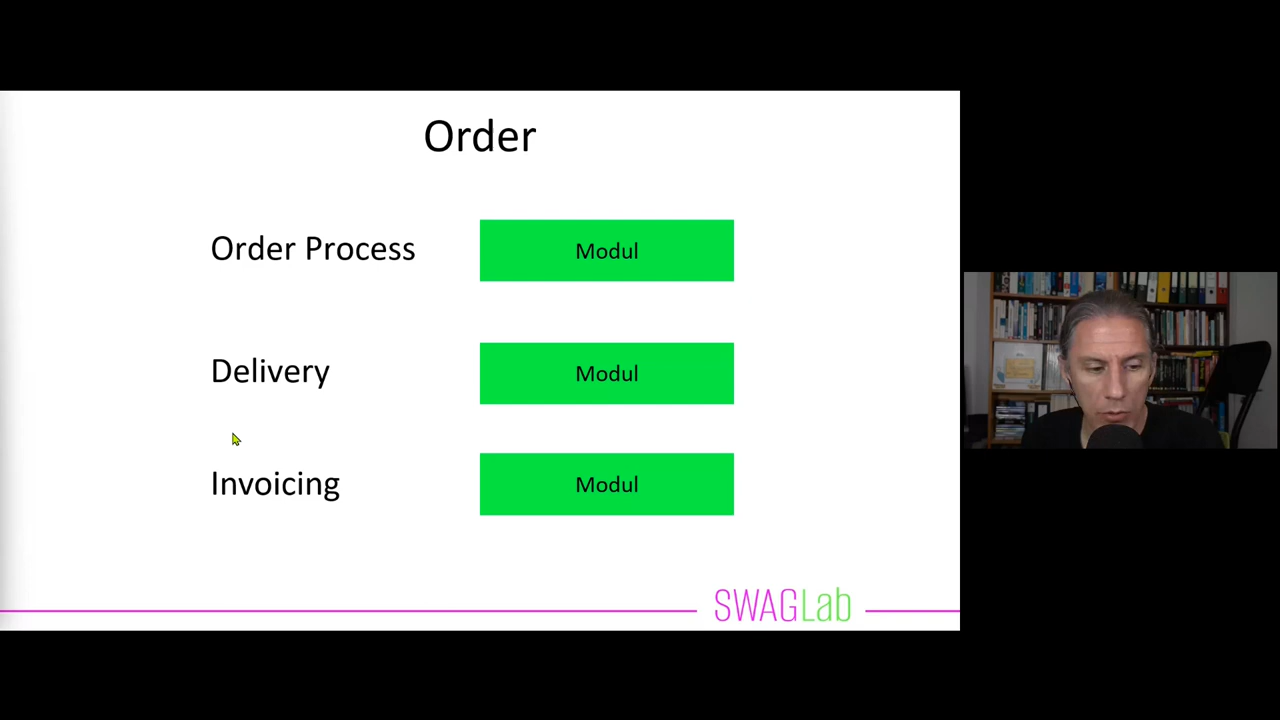 Order
Order Process
Modul
Delivery
Modul
Invoicing
Modul
SWAGLab